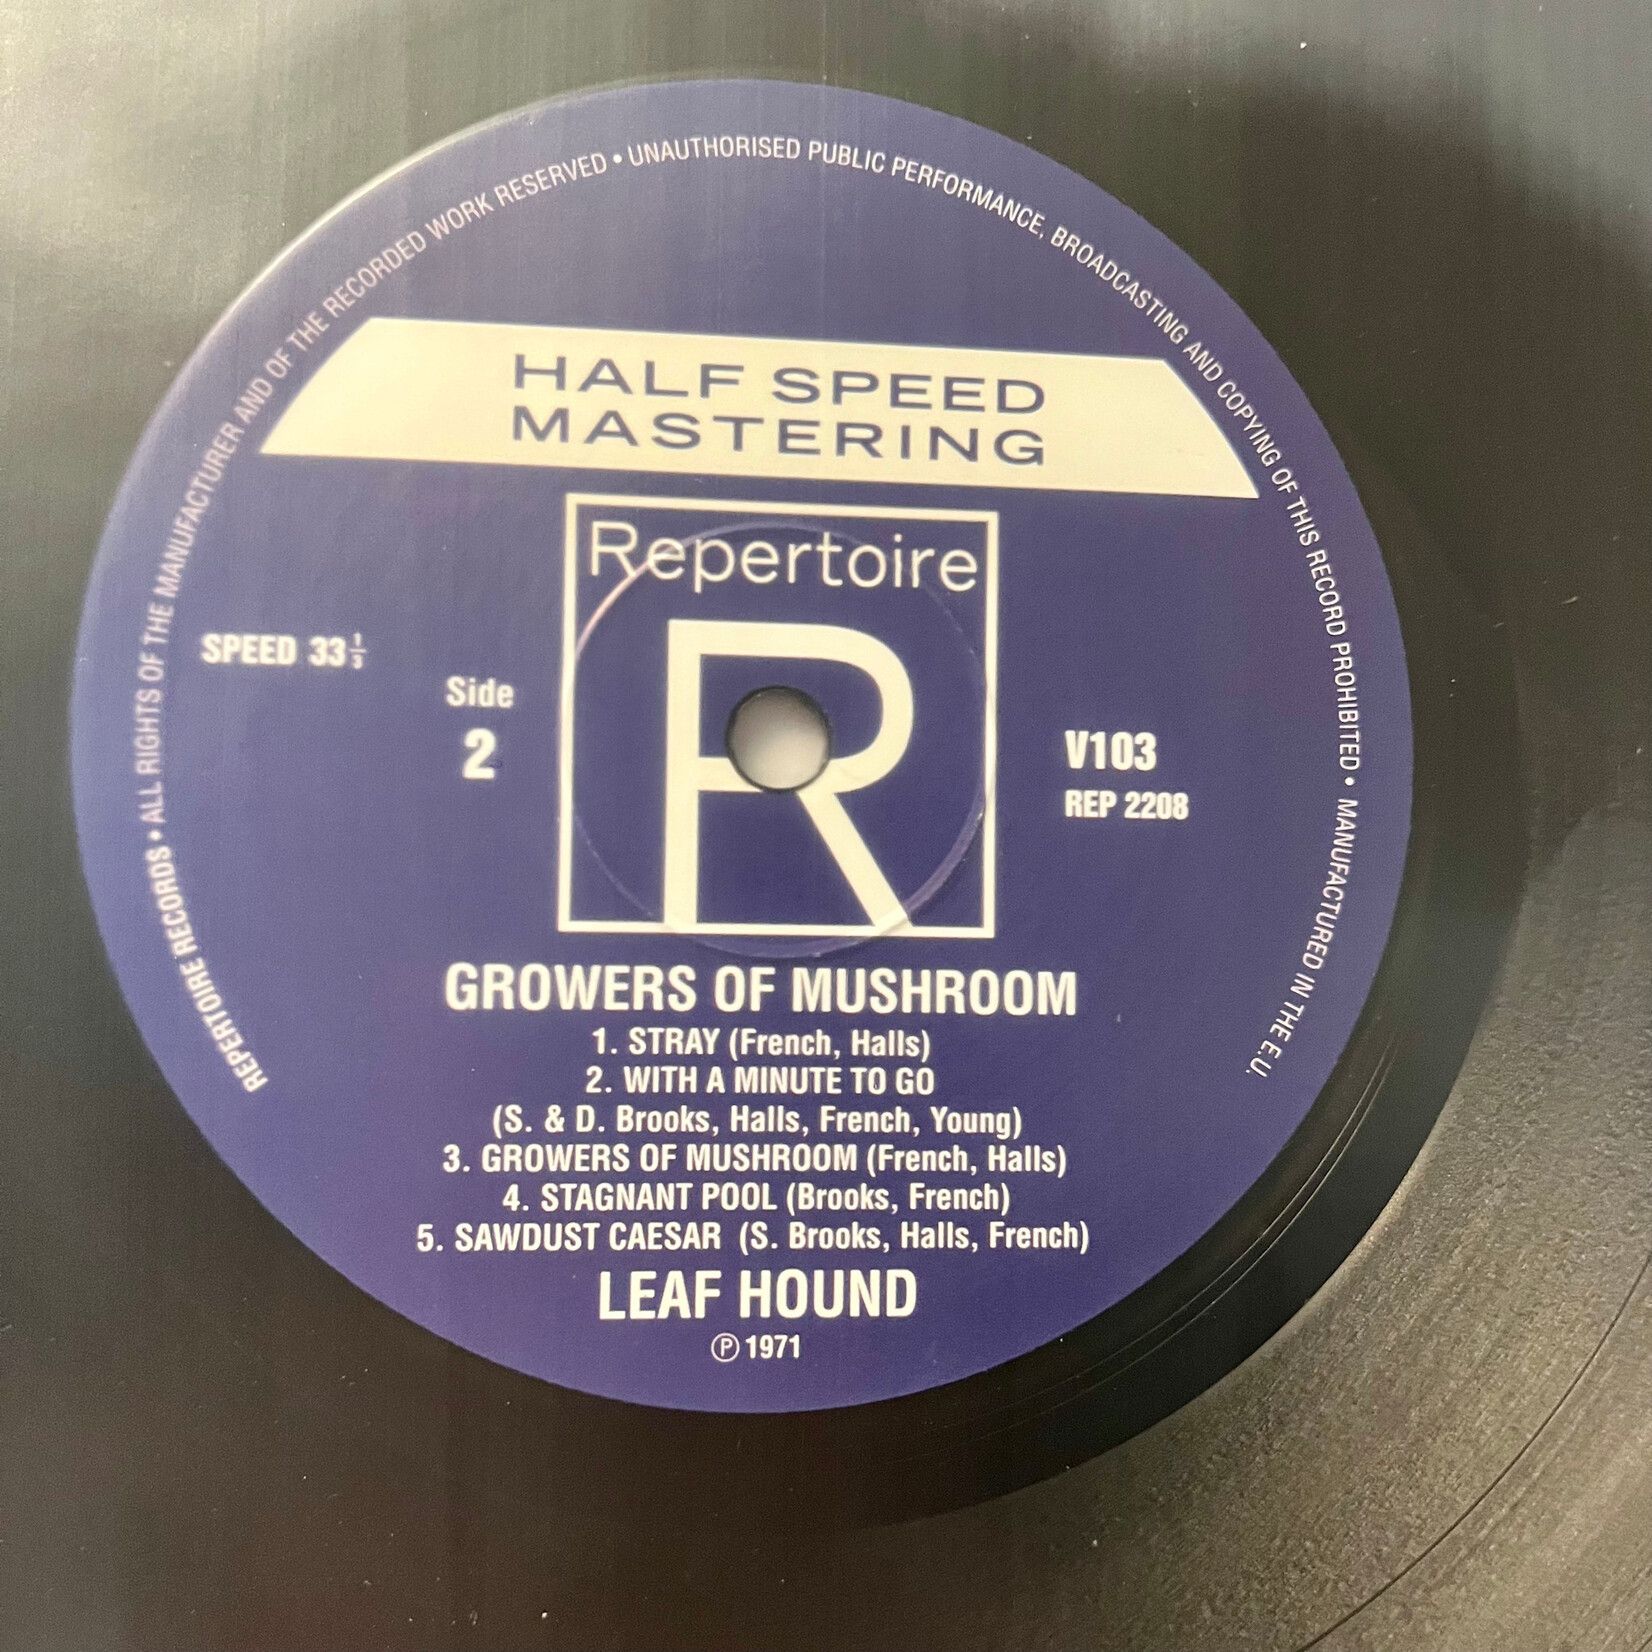 REPERTOIRE RECORDS • ALL RIGHTS OF THE MANUFACTURER AND OF THE RECORDED WORK RESERVED • UNAUTHORISED PUBLIC PERFORMANCE, BROADCASTING AND COPYING OF THIS RECORD PROHIBITED • MANUFACTURED IN THE E.U.
HALF SPEED
MASTERING
Repertoire
R
SPEED 33 1/3
Side
2
V103
REP 2208
GROWERS OF MUSHROOM
1. STRAY (French, Halls)
2. WITH A MINUTE TO GO
(S. & D. Brooks, Halls, French, Young)
3. GROWERS OF MUSHROOM (French, Halls)
4. STAGNANT POOL (Brooks, French)
5. SAWDUST CAESAR (S. Brooks, Halls, French)
LEAF HOUND
℗ 1971